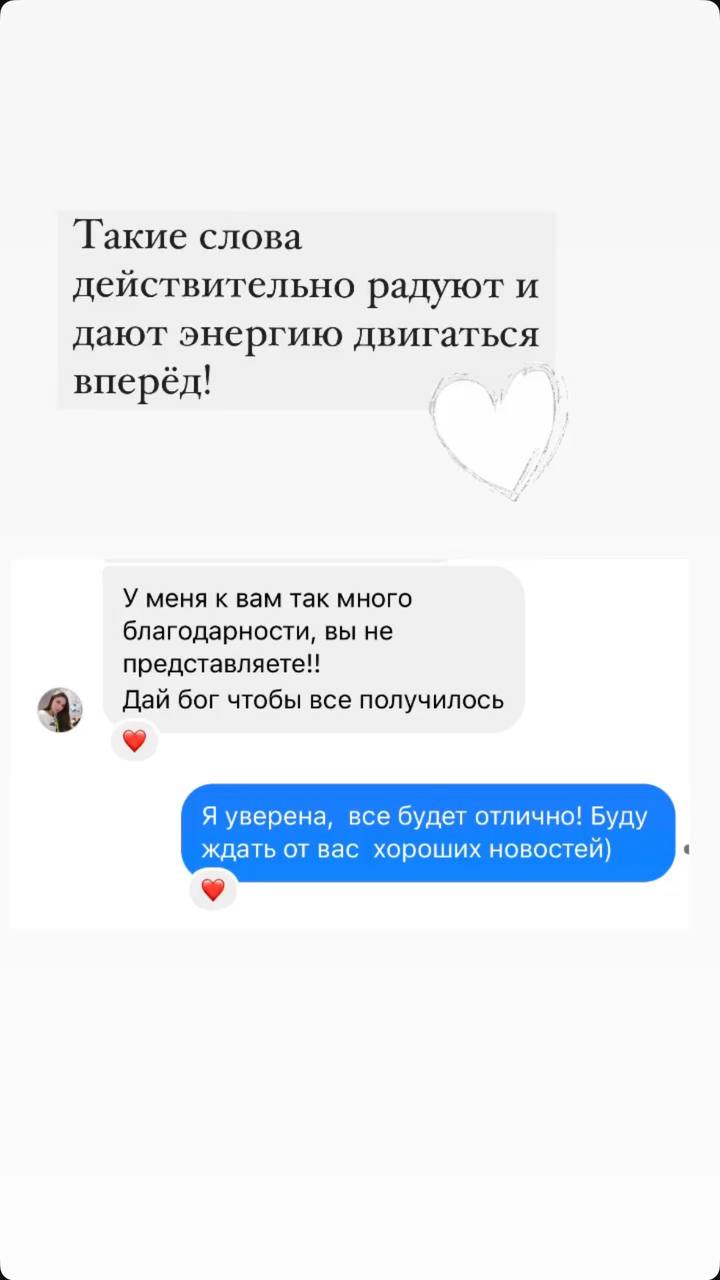 Такие слова
действительно радуют и
дают энергию двигаться
вперёд!
У меня к вам так много
благодарности, вы не
представляете!!
Дай бог чтобы все получилось
Я уверена,  все будет отлично! Буду
ждать от вас  хороших новостей)